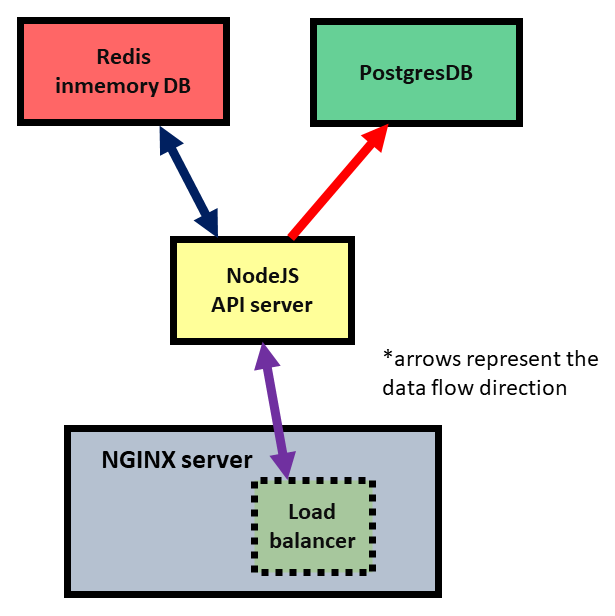 Redis
inmemory DB
PostgresDB
NodeJS
API server
*arrows represent the
data flow direction
NGINX server
Load
balancer